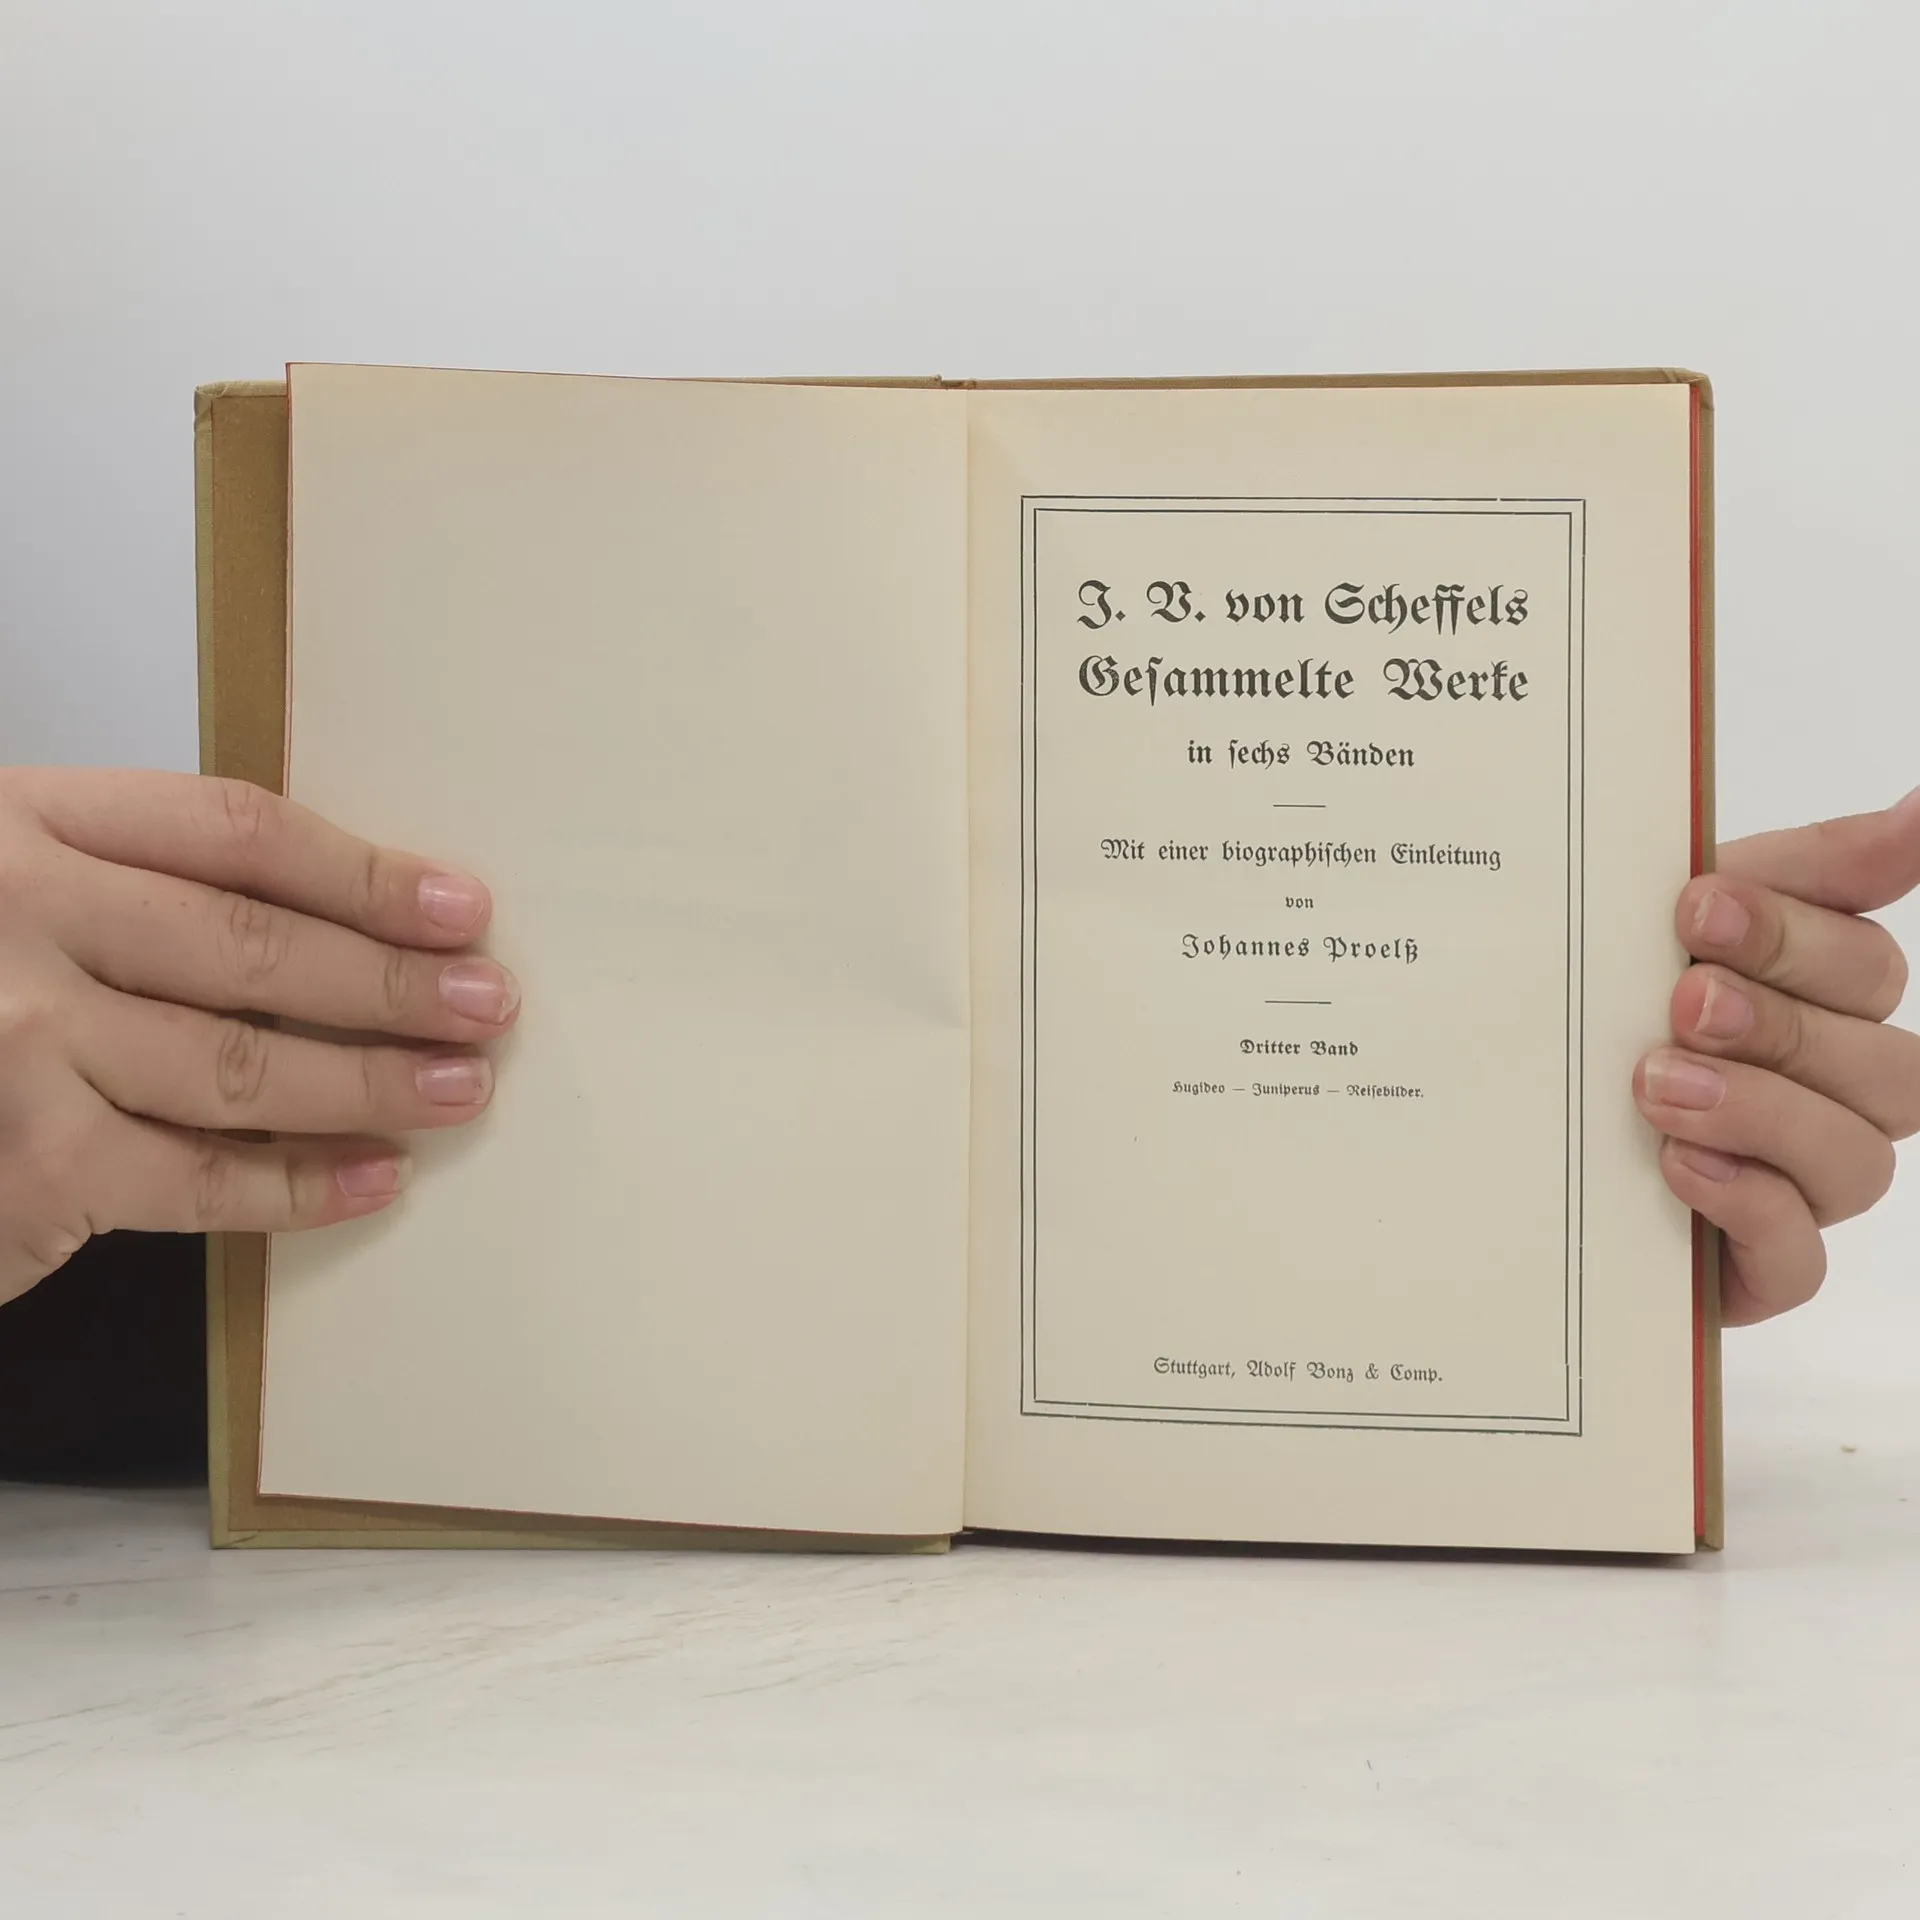 J. V. von Scheffels
Geſammelte Werke
in ſechs Bänden
Mit einer biographiſchen Einleitung
von
Johannes Proelß
Dritter Band
Hugideo — Juniperus — Reiſebilder.
Stuttgart, Adolf Bonz & Comp.